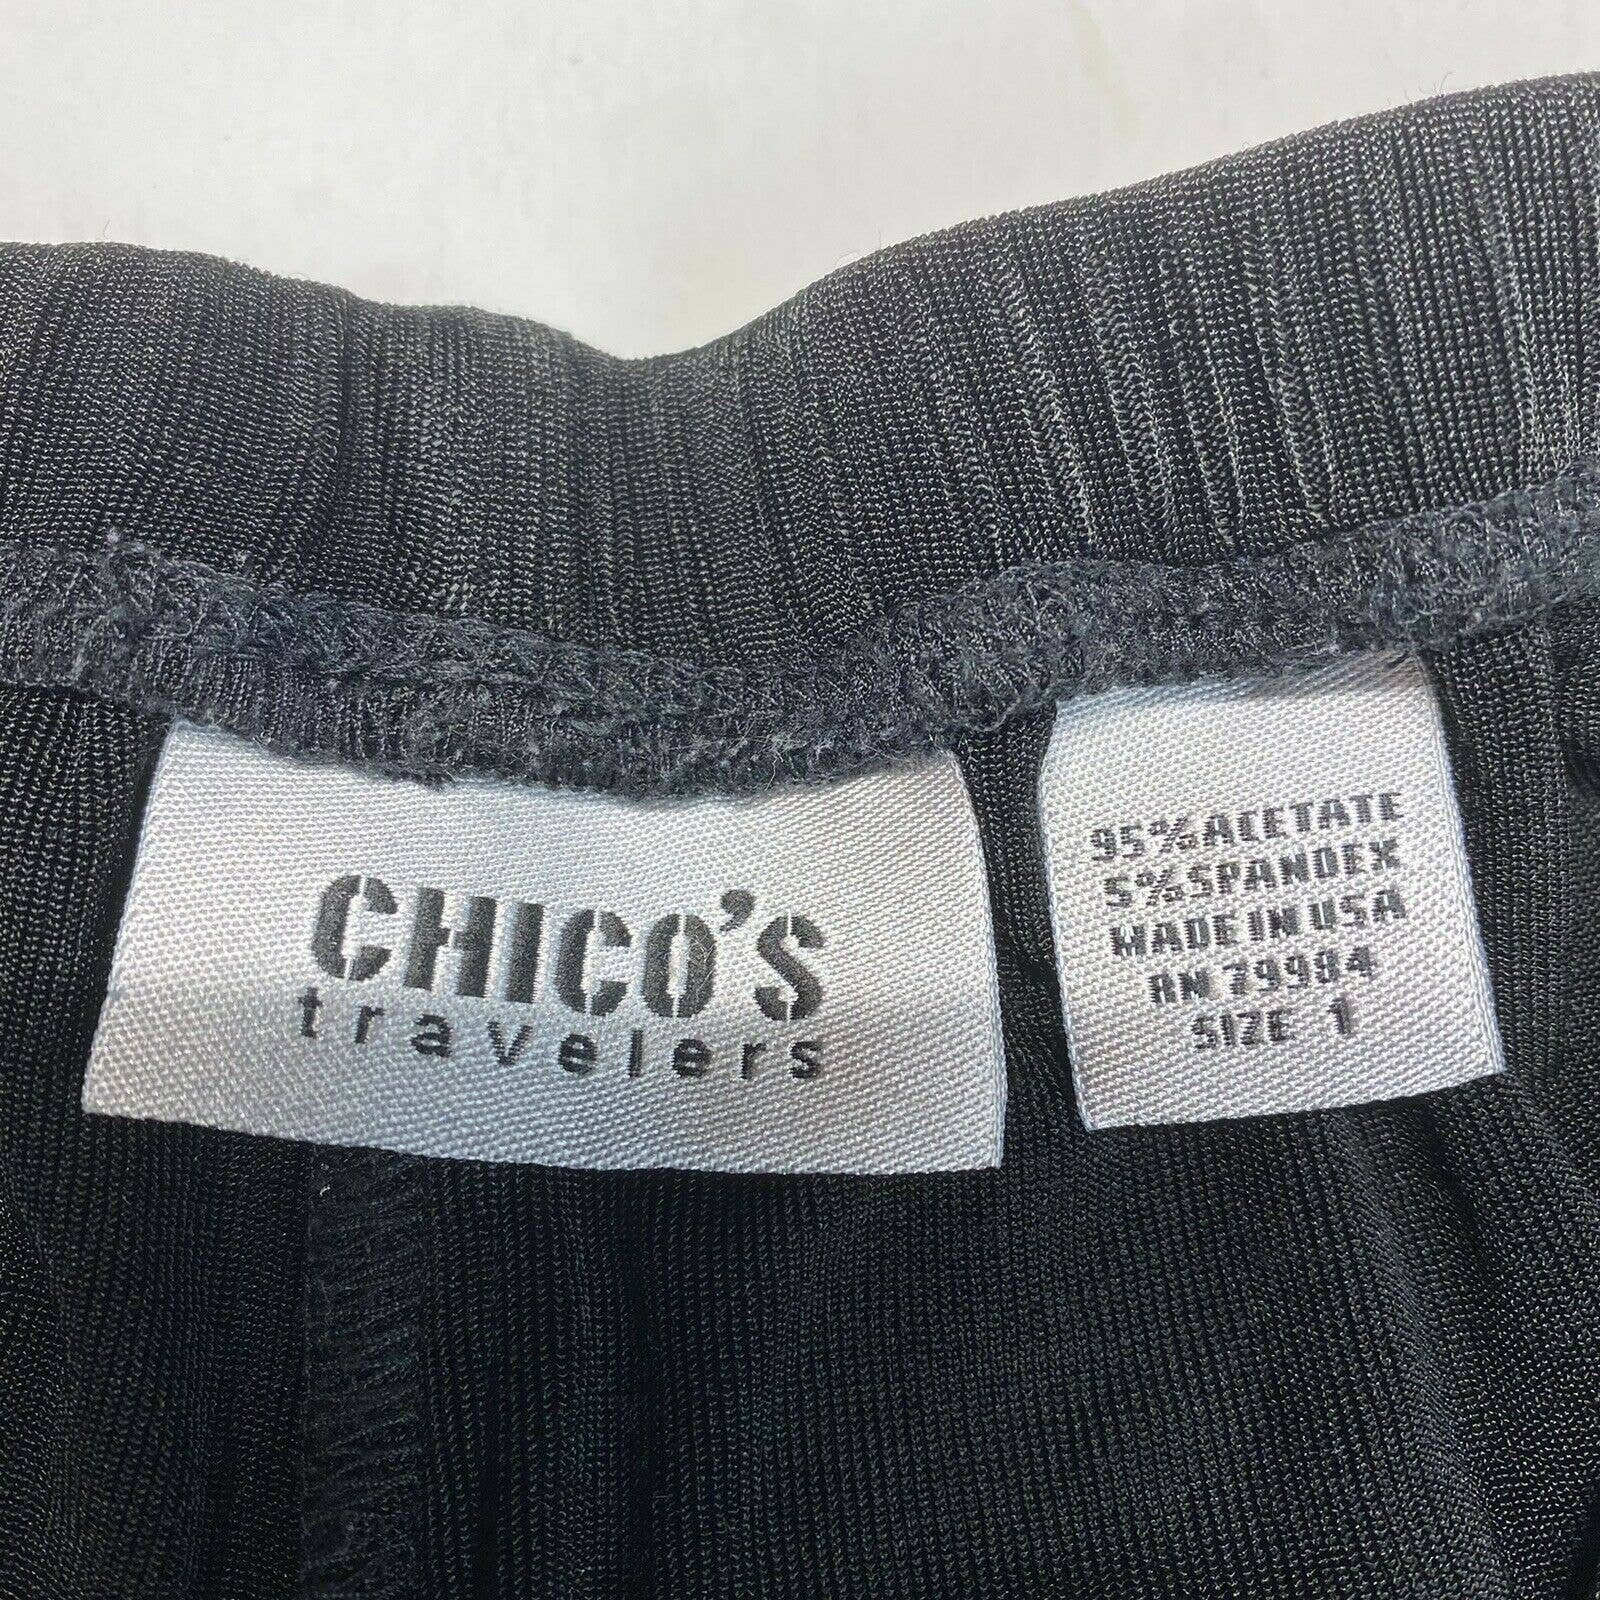 CHICO'S
travelers
95% ACETATE
5% SPANDEX
MADE IN USA
RN 79984
SIZE 1